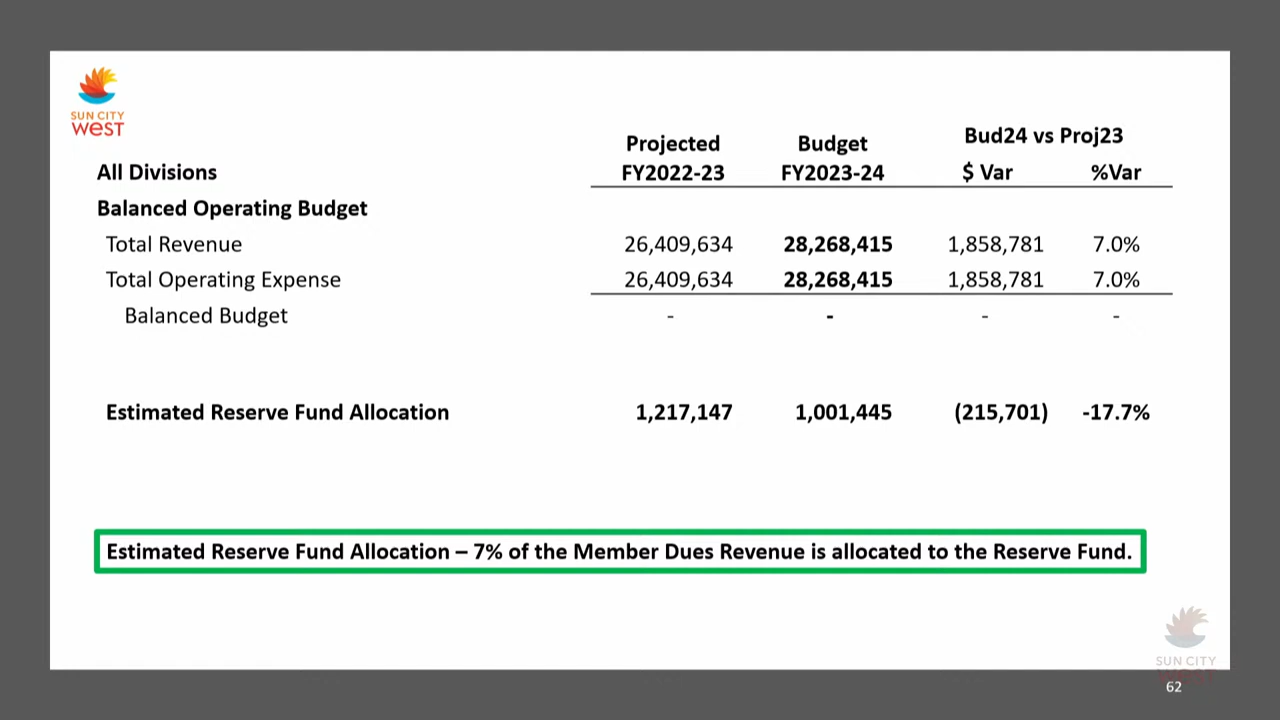 SUN CITY
west
Projected Budget Bud24 vs Proj23
All Divisions FY2022-23 FY2023-24 $ Var %Var
Balanced Operating Budget
Total Revenue 26,409,634 28,268,415 1,858,781 7.0%
Total Operating Expense 26,409,634 28,268,415 1,858,781 7.0%
Balanced Budget - - - -
Estimated Reserve Fund Allocation 1,217,147 1,001,445 (215,701) -17.7%
Estimated Reserve Fund Allocation – 7% of the Member Dues Revenue is allocated to the Reserve Fund.
SUN CITY
west
62